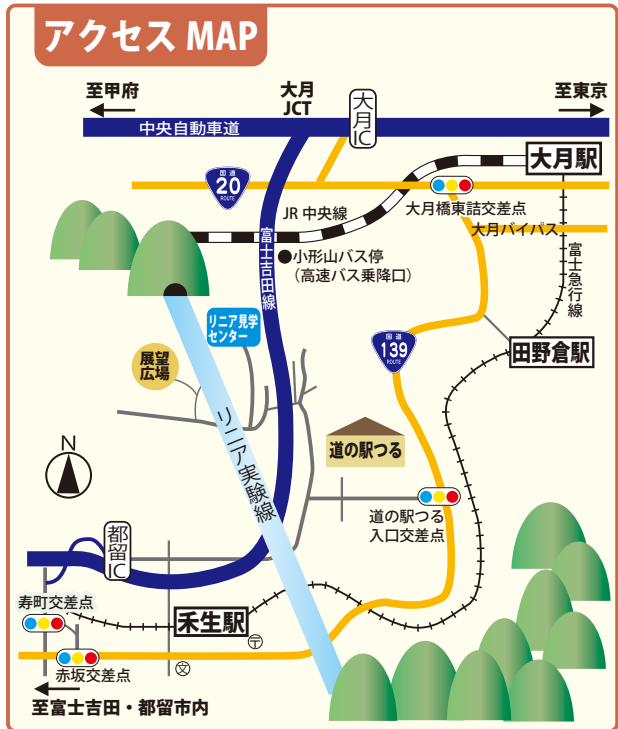 アクセス MAP
至甲府
大月
JCT
大月IC
至東京
中央自動車道
大月駅
国道
20
ROUTE
JR 中央線
大月橋東詰交差点
大月バイパス
富士吉田線
小形山バス停
（高速バス乗降口）
富士急行線
リニア見学
センター
国道
139
ROUTE
田野倉駅
展望
広場
リニア実験線
道の駅つる
N
道の駅つる
入口交差点
都留IC
寿町交差点
禾生駅
〒
文
赤坂交差点
至富士吉田・都留市内